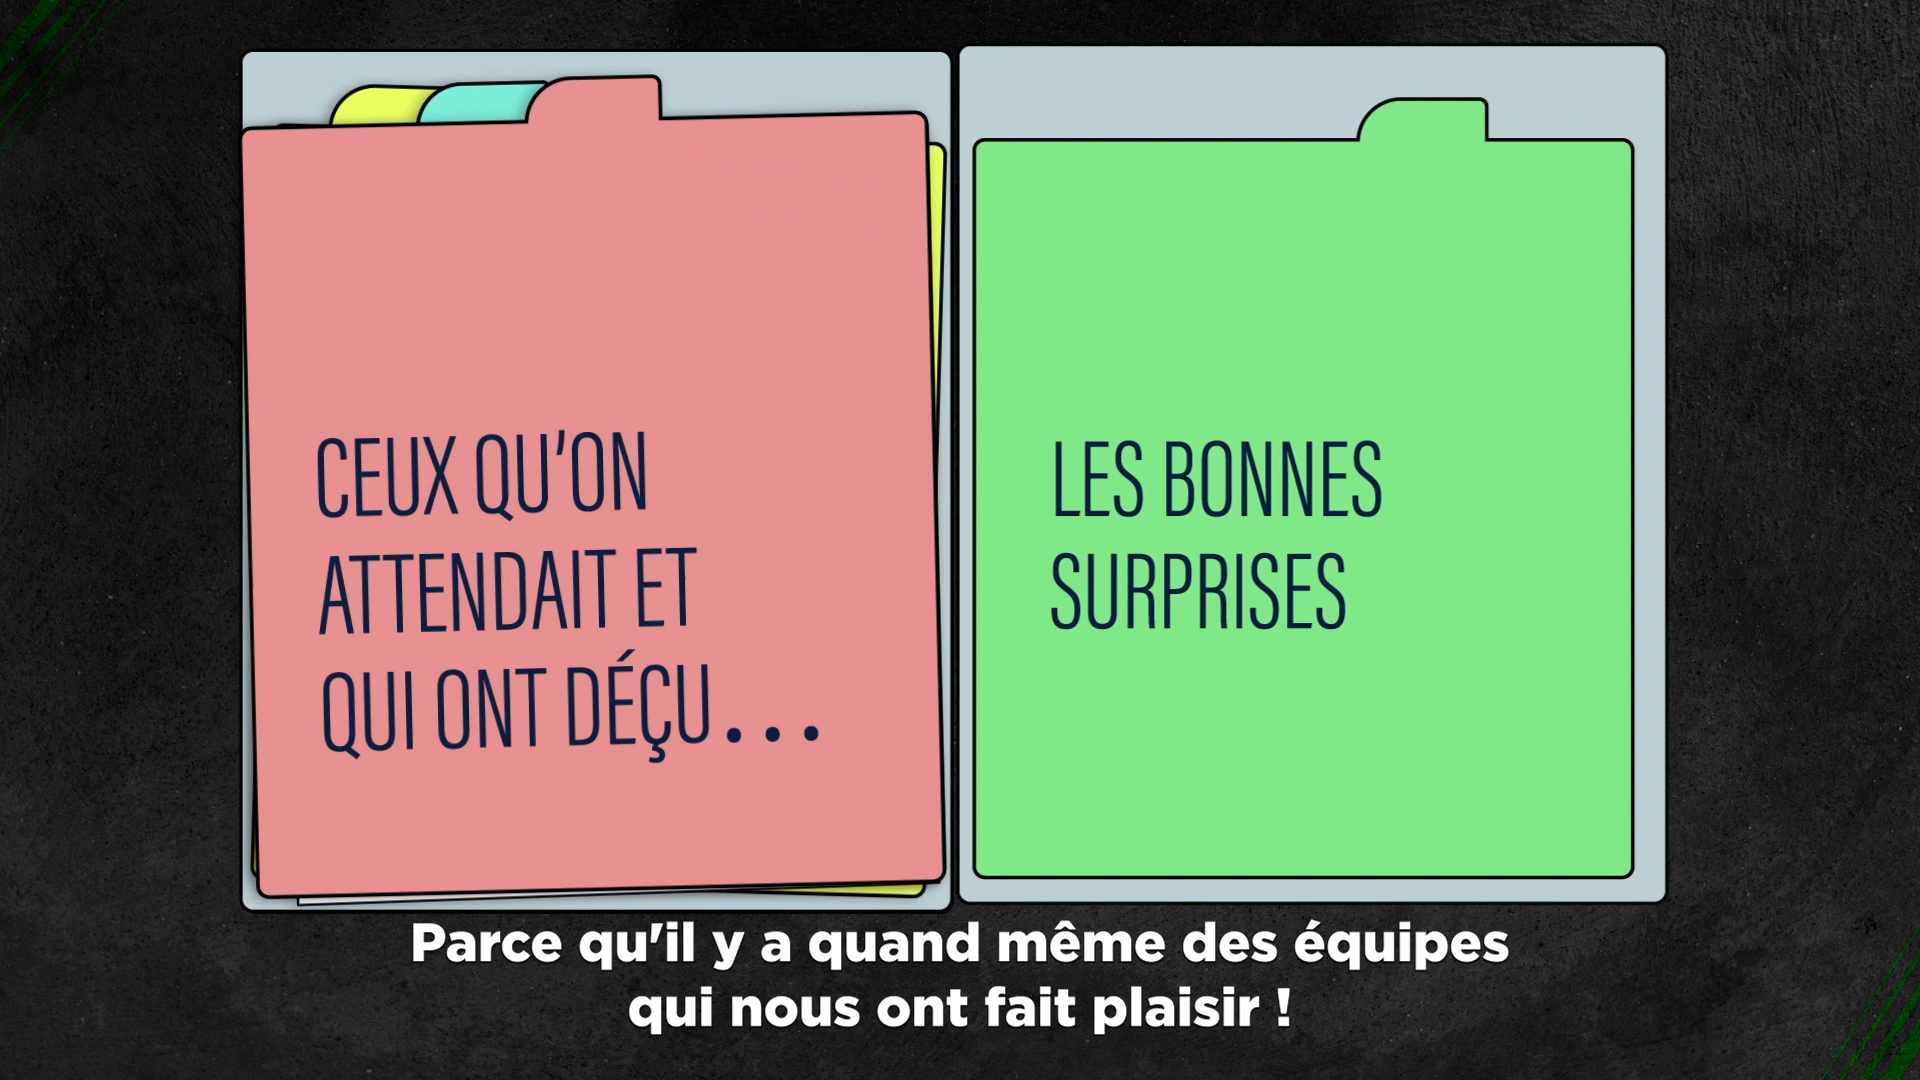 CEUX QU’ON
ATTENDAIT ET
QUI ONT DÉÇU...
LES BONNES
SURPRISES
Parce qu'il y a quand même des équipes
qui nous ont fait plaisir !